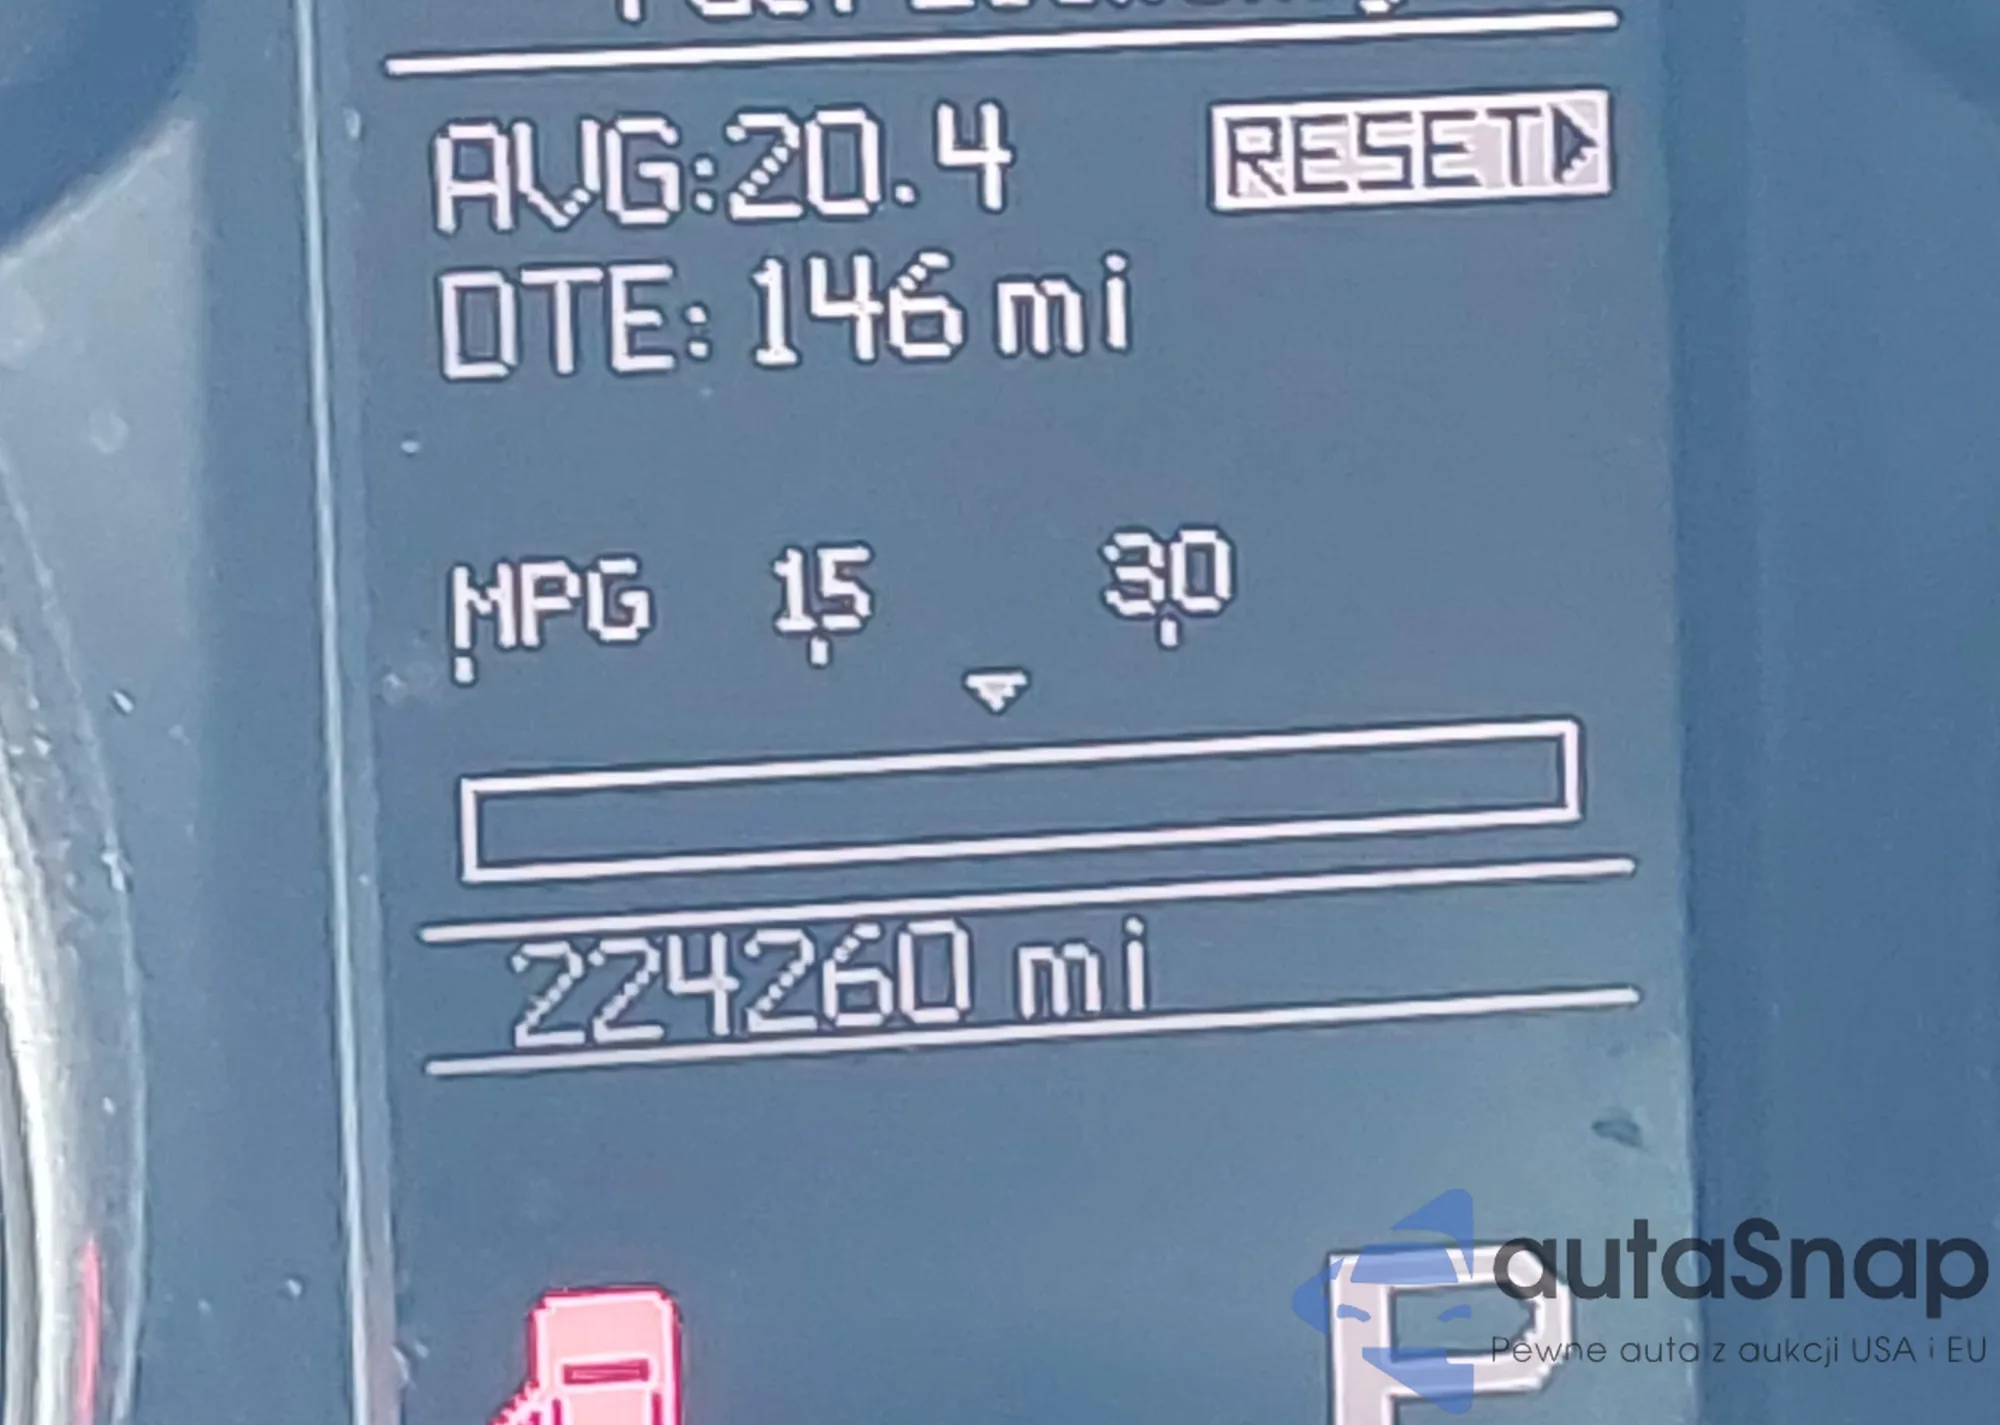 AVG:20.4 RESET
DTE: 146 mi
MPG 15 30
224260 mi
P
autaSnap
Pewne auta z aukcji USA i EU